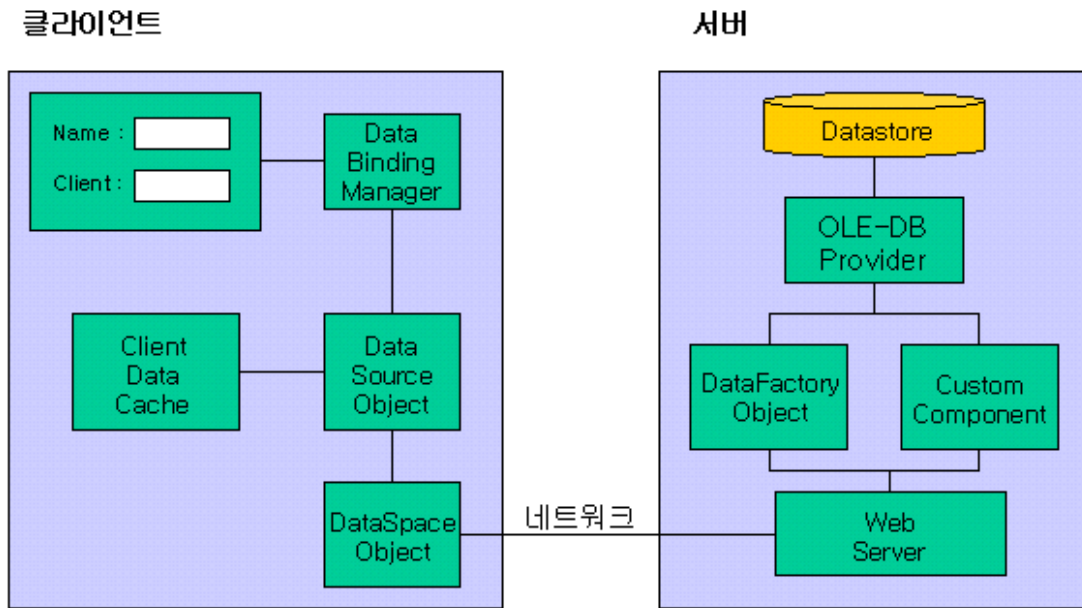 클라이언트
서버
Name :
Client :
Data
Binding
Manager
Client
Data
Cache
Data
Source
Object
DataSpace
Object
네트워크
Datastore
OLE-DB
Provider
DataFactory
Object
Custom
Component
Web
Server